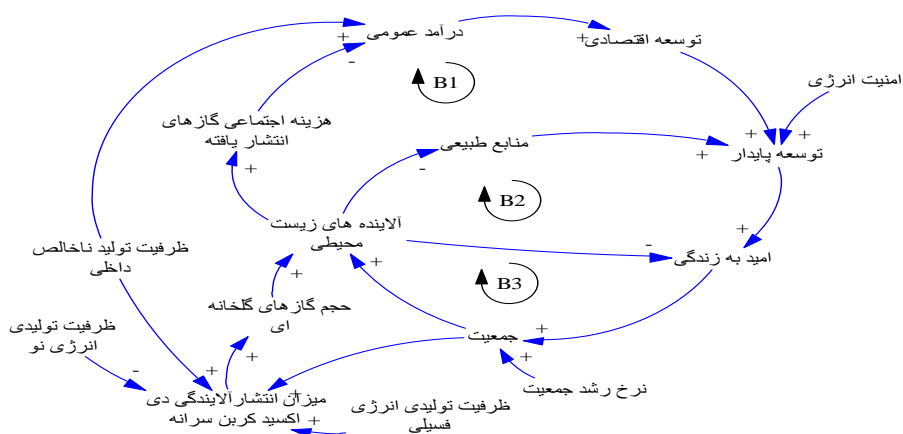 درآمد عمومی
توسعه اقتصادی
+
+
-
B1
امنیت انرژی
هزینه اجتماعی گازهای
انتشار یافته
منابع طبیعی
+
+
+
توسعه پایدار
+
-
B2
آلاینده های زیست
محیطی
+
-
امید به زندگی
ظرفیت تولید ناخالص
داخلی
+
+
B3
حجم گازهای گلخانه
ای
ظرفیت تولیدی
انرژی نو
+
جمعیت
+
+
-
+
نرخ رشد جمعیت
میزان انتشارآلایندگی دی
اکسید کربن سرانه
+
+
ظرفیت تولیدی انرژی
فسیلی